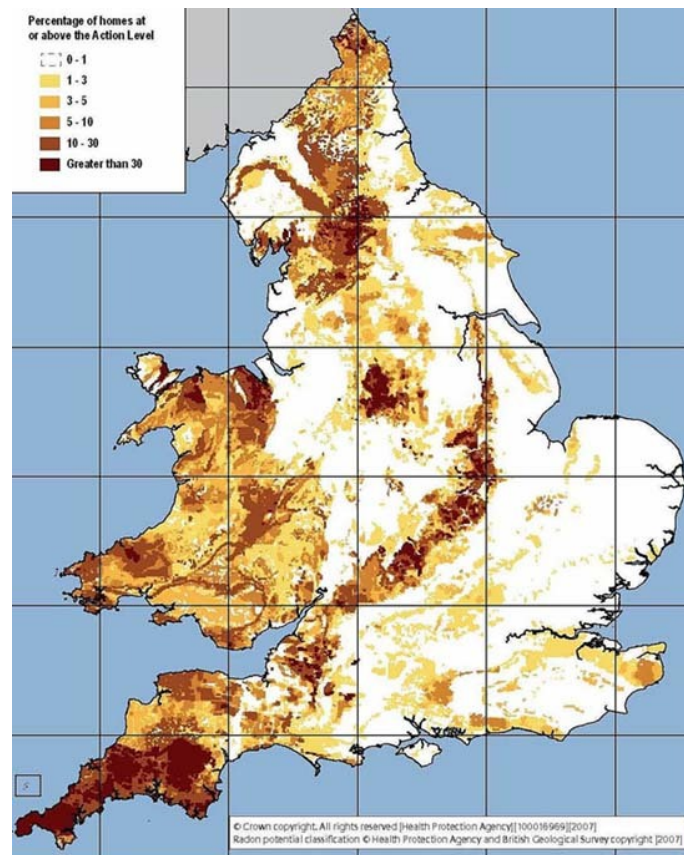 Percentage of homes at
or above the Action Level
0 - 1
1 - 3
3 - 5
5 - 10
10 - 30
Greater than 30
© Crown copyright. All rights reserved [Health Protection Agency][100016969][2007]
Radon potential classification © Health Protection Agency and British Geological Survey copyright [2007]